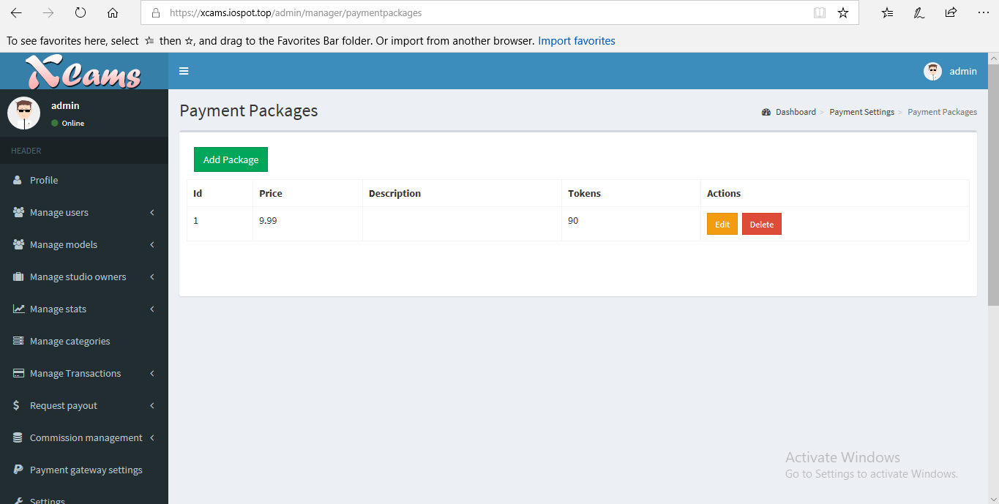 https://xcams.iospot.top/admin/manager/paymentpackages
To see favorites here, select then, and drag to the Favorites Bar folder. Or import from another browser. Import favorites
XCams
admin
admin
Online
HEADER
Profile
Manage users
Manage models
Manage studio owners
Manage stats
Manage categories
Manage Transactions
Request payout
Commission management
Payment gateway settings
Settings
Payment Packages
Dashboard > Payment Settings > Payment Packages
Add Package
Id Price Description Tokens Actions
1 9.99 90 Edit Delete
Activate Windows
Go to Settings to activate Windows.